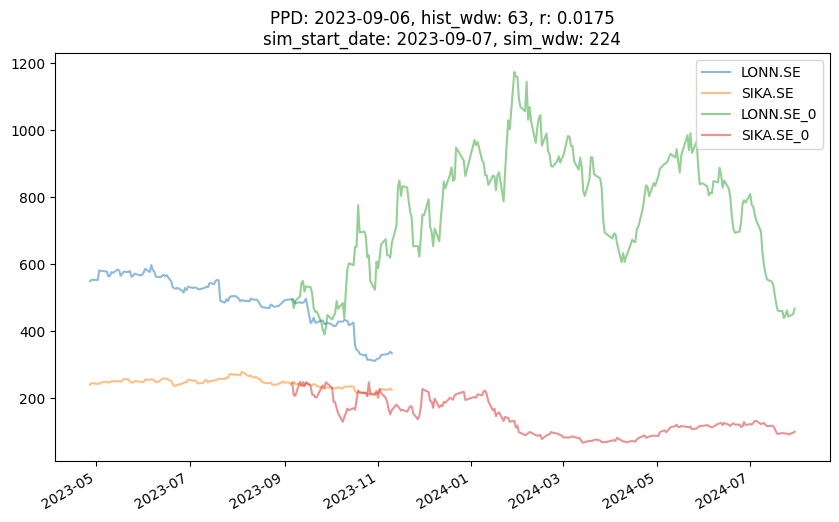 PPD: 2023-09-06, hist_wdw: 63, r: 0.0175
sim_start_date: 2023-09-07, sim_wdw: 224
1200
1000
800
600
400
200
LONN.SE
SIKA.SE
LONN.SE_0
SIKA.SE_0
2023-05
2023-07
2023-09
2023-11
2024-01
2024-03
2024-05
2024-07